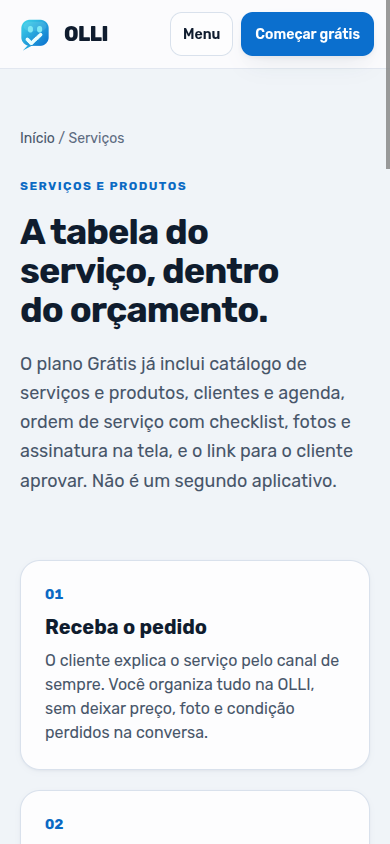 OLLI
Menu
Começar grátis
Início / Serviços
SERVIÇOS E PRODUTOS
A tabela do
serviço, dentro
do orçamento.
O plano Grátis já inclui catálogo de
serviços e produtos, clientes e agenda,
ordem de serviço com checklist, fotos e
assinatura na tela, e o link para o cliente
aprovar. Não é um segundo aplicativo.
01
Receba o pedido
O cliente explica o serviço pelo canal de
sempre. Você organiza tudo na OLLI,
sem deixar preço, foto e condição
perdidos na conversa.
02